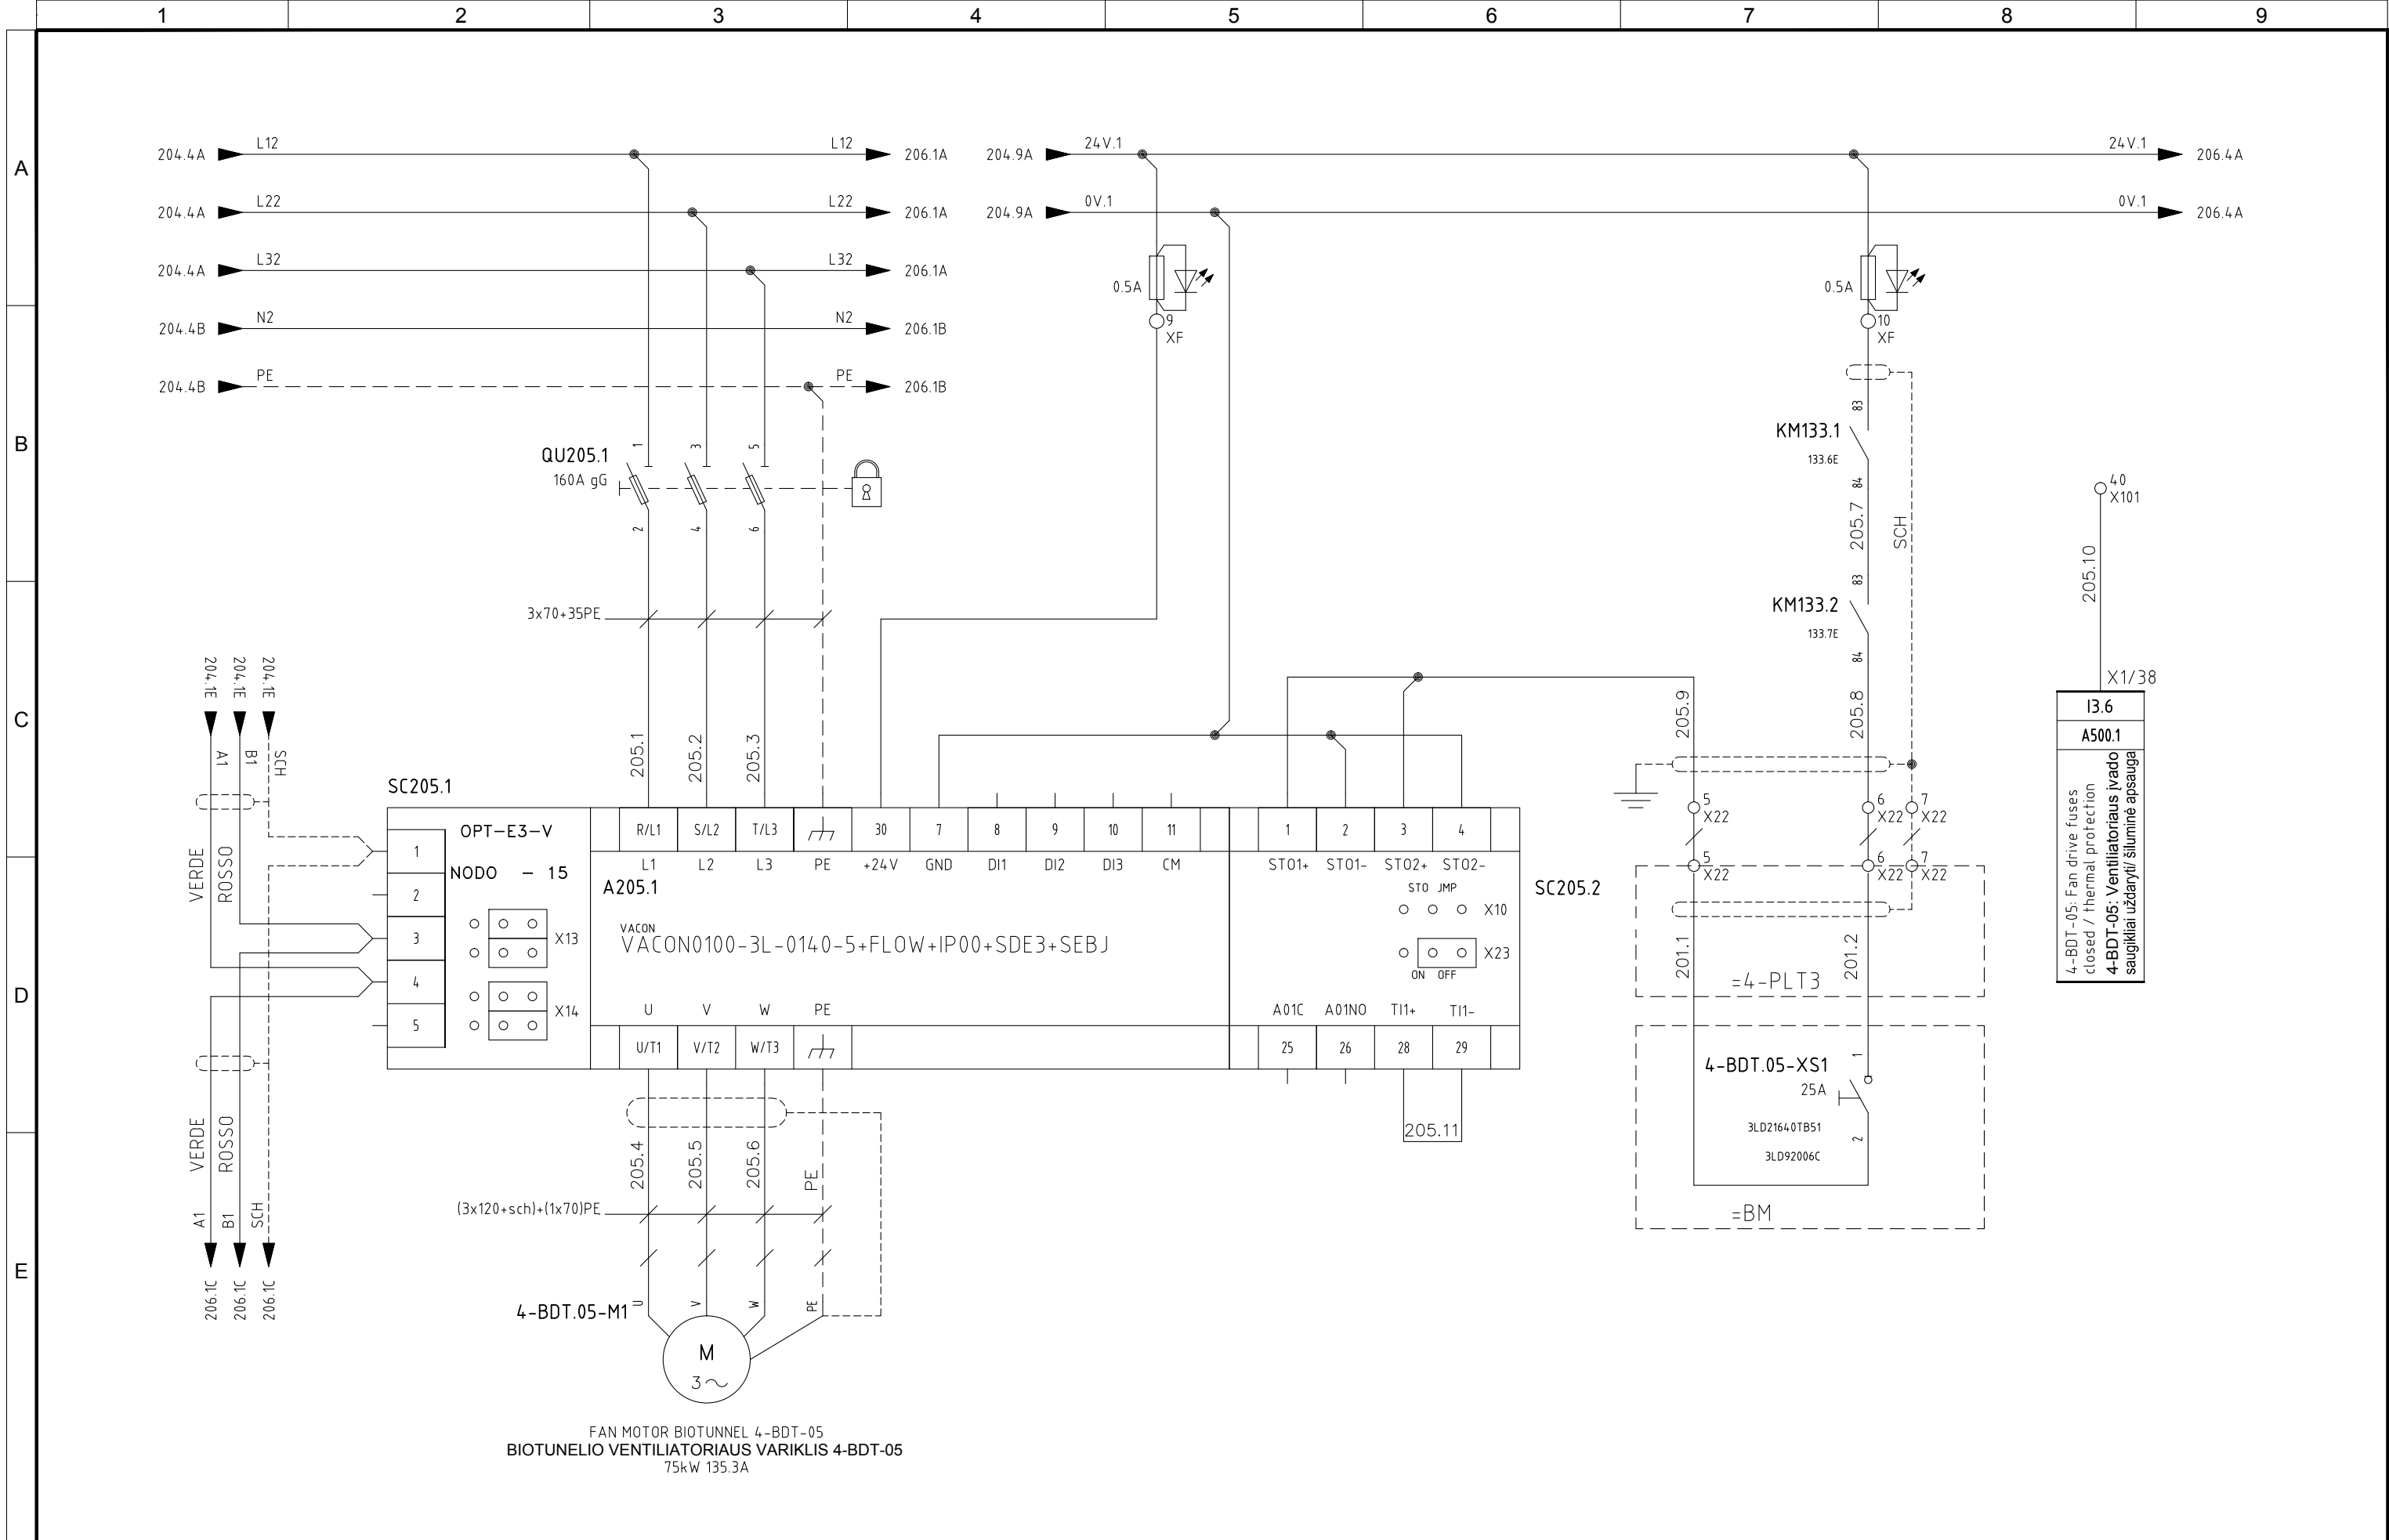 1 2 3 4 5 6 7 8 9
A
B
C
D
E
204.4A L12 L12 206.1A 204.9A 24V.1 24V.1 206.4A
204.4A L22 L22 206.1A 204.9A 0V.1 0V.1 206.4A
204.4A L32 L32 206.1A
0.5A 0.5A
204.4B N2 N2 206.1B
9
XF
10
XF
204.4B PE PE 206.1B
QU205.1
160A gG
1 3 5
2 4 6
83
KM133.1
133.6E
84
205.7
SCH
83
KM133.2
133.7E
84
40
X101
205.10
X1/38
I3.6
A500.1
4-BDT-05: Fan drive fuses
closed / thermal protection
4-BDT-05: Ventiliatoriaus įvado
saugikliai uždaryti/ šiluminė apsauga
3x70+35PE
204.1E 204.1E 204.1E
A1 B1 SCH
205.1 205.2 205.3
205.9 205.8
SC205.1
OPT-E3-V
NODO - 15
1
2
3
4
5
X13
X14
VERDE ROSSO
R/L1 S/L2 T/L3 30 7 8 9 10 11 1 2 3 4
L1 L2 L3 PE +24V GND DI1 DI2 DI3 CM STO1+ STO1- STO2+ STO2-
A205.1
SC205.2
STO JMP
X10
VACON
VACON0100-3L-0140-5+FLOW+IP00+SDE3+SEBJ
X23
ON OFF
U V W PE A01C A01NO TI1+ TI1-
U/T1 V/T2 W/T3 25 26 28 29
5
X22
6
X22
7
X22
5
X22
6
X22
7
X22
201.1 201.2
=4-PLT3
4-BDT.05-XS1
25A
1
3LD21640TB51
2
3LD92006C
=BM
VERDE ROSSO
A1 B1 SCH
206.1C 206.1C 206.1C
205.4 205.5 205.6 PE
205.11
(3x120+sch)+(1x70)PE
4-BDT.05-M1
U V W PE
M
3
FAN MOTOR BIOTUNNEL 4-BDT-05
BIOTUNELIO VENTILIATORIAUS VARIKLIS 4-BDT-05
75kW 135.3A